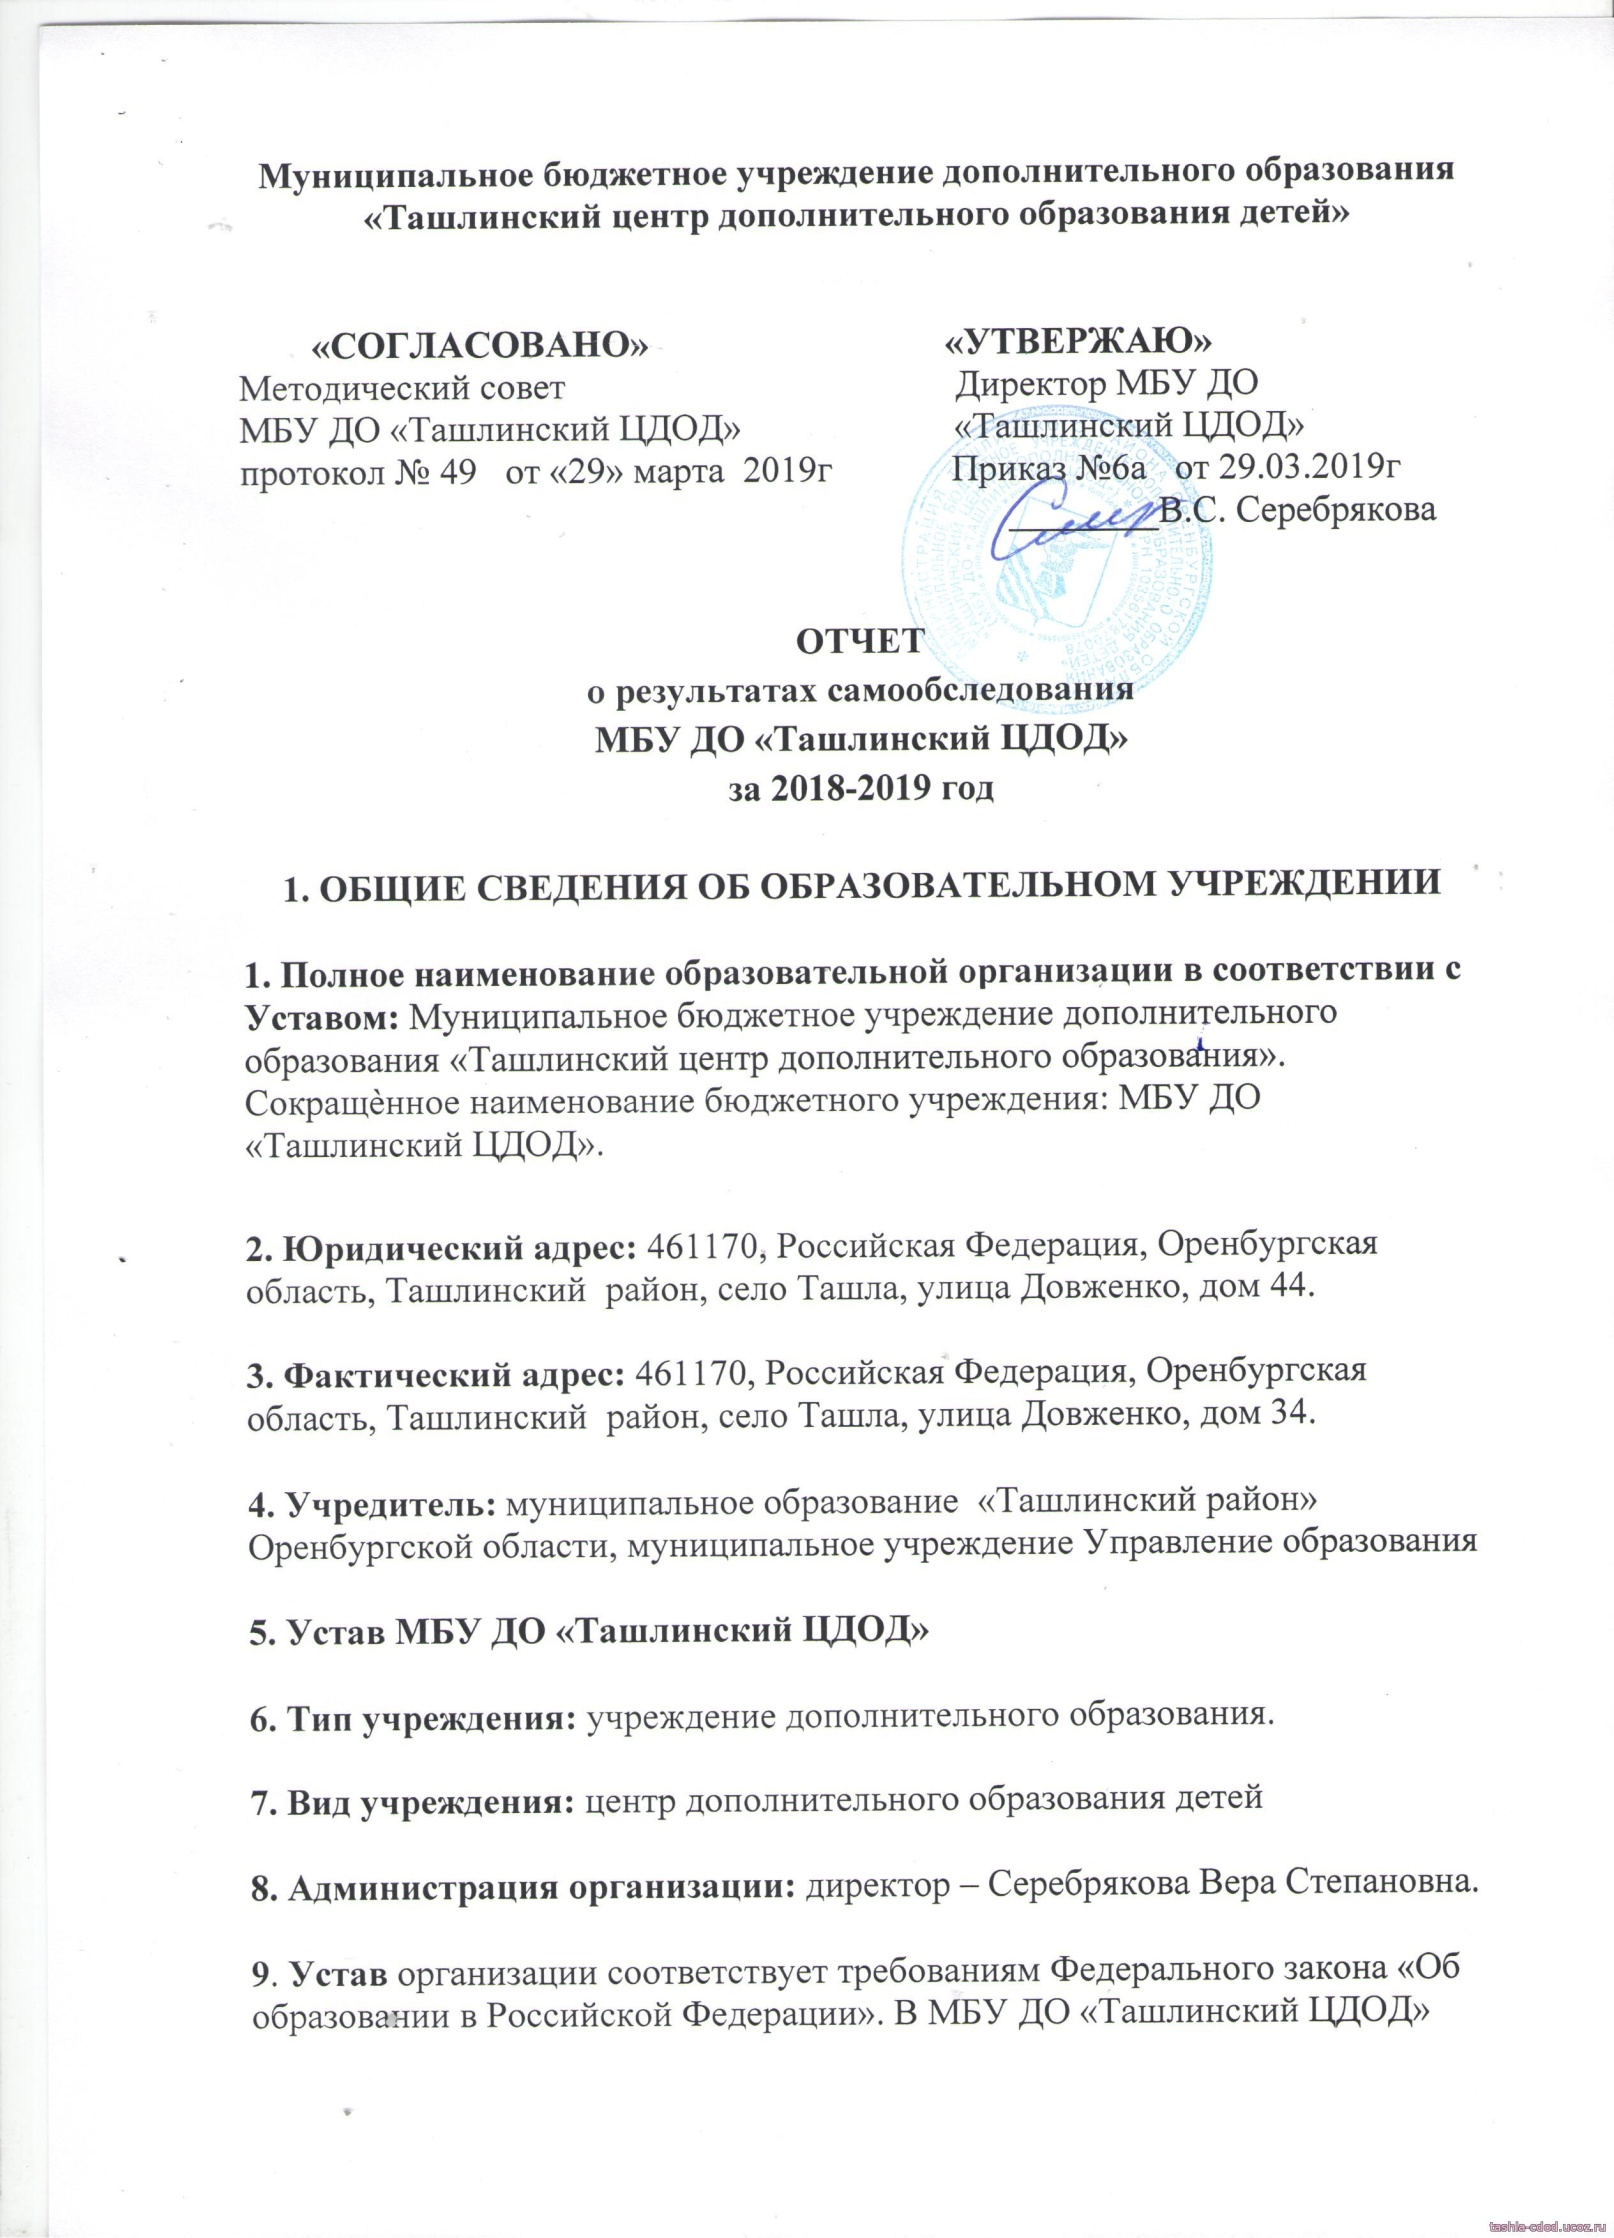 Муниципальное бюджетное учреждение дополнительного образования
«Ташлинский центр дополнительного образования детей»
«СОГЛАСОВАНО»
Методический совет
МБУ ДО «Ташлинский ЦДОД»
протокол № 49 от «29» марта 2019г
«УТВЕРЖАЮ»
Директор МБУ ДО
«Ташлинский ЦДОД»
Приказ №6а от 29.03.2019г
________В.С. Серебрякова
ОТЧЕТ
о результатах самообследования
МБУ ДО «Ташлинский ЦДОД»
за 2018-2019 год
1. ОБЩИЕ СВЕДЕНИЯ ОБ ОБРАЗОВАТЕЛЬНОМ УЧРЕЖДЕНИИ
1. Полное наименование образовательной организации в соответствии с
Уставом: Муниципальное бюджетное учреждение дополнительного
образования «Ташлинский центр дополнительного образования».
Сокращѐнное наименование бюджетного учреждения: МБУ ДО
«Ташлинский ЦДОД».
2. Юридический адрес: 461170, Российская Федерация, Оренбургская
область, Ташлинский район, село Ташла, улица Довженко, дом 44.
3. Фактический адрес: 461170, Российская Федерация, Оренбургская
область, Ташлинский район, село Ташла, улица Довженко, дом 34.
4. Учредитель: муниципальное образование «Ташлинский район»
Оренбургской области, муниципальное учреждение Управление образования
5. Устав МБУ ДО «Ташлинский ЦДОД»
6. Тип учреждения: учреждение дополнительного образования.
7. Вид учреждения: центр дополнительного образования детей
8. Администрация организации: директор – Серебрякова Вера Степановна.
9. Устав организации соответствует требованиям Федерального закона «Об
образовании в Российской Федерации». В МБУ ДО «Ташлинский ЦДОД»
tashla-cdod.ucoz.ru